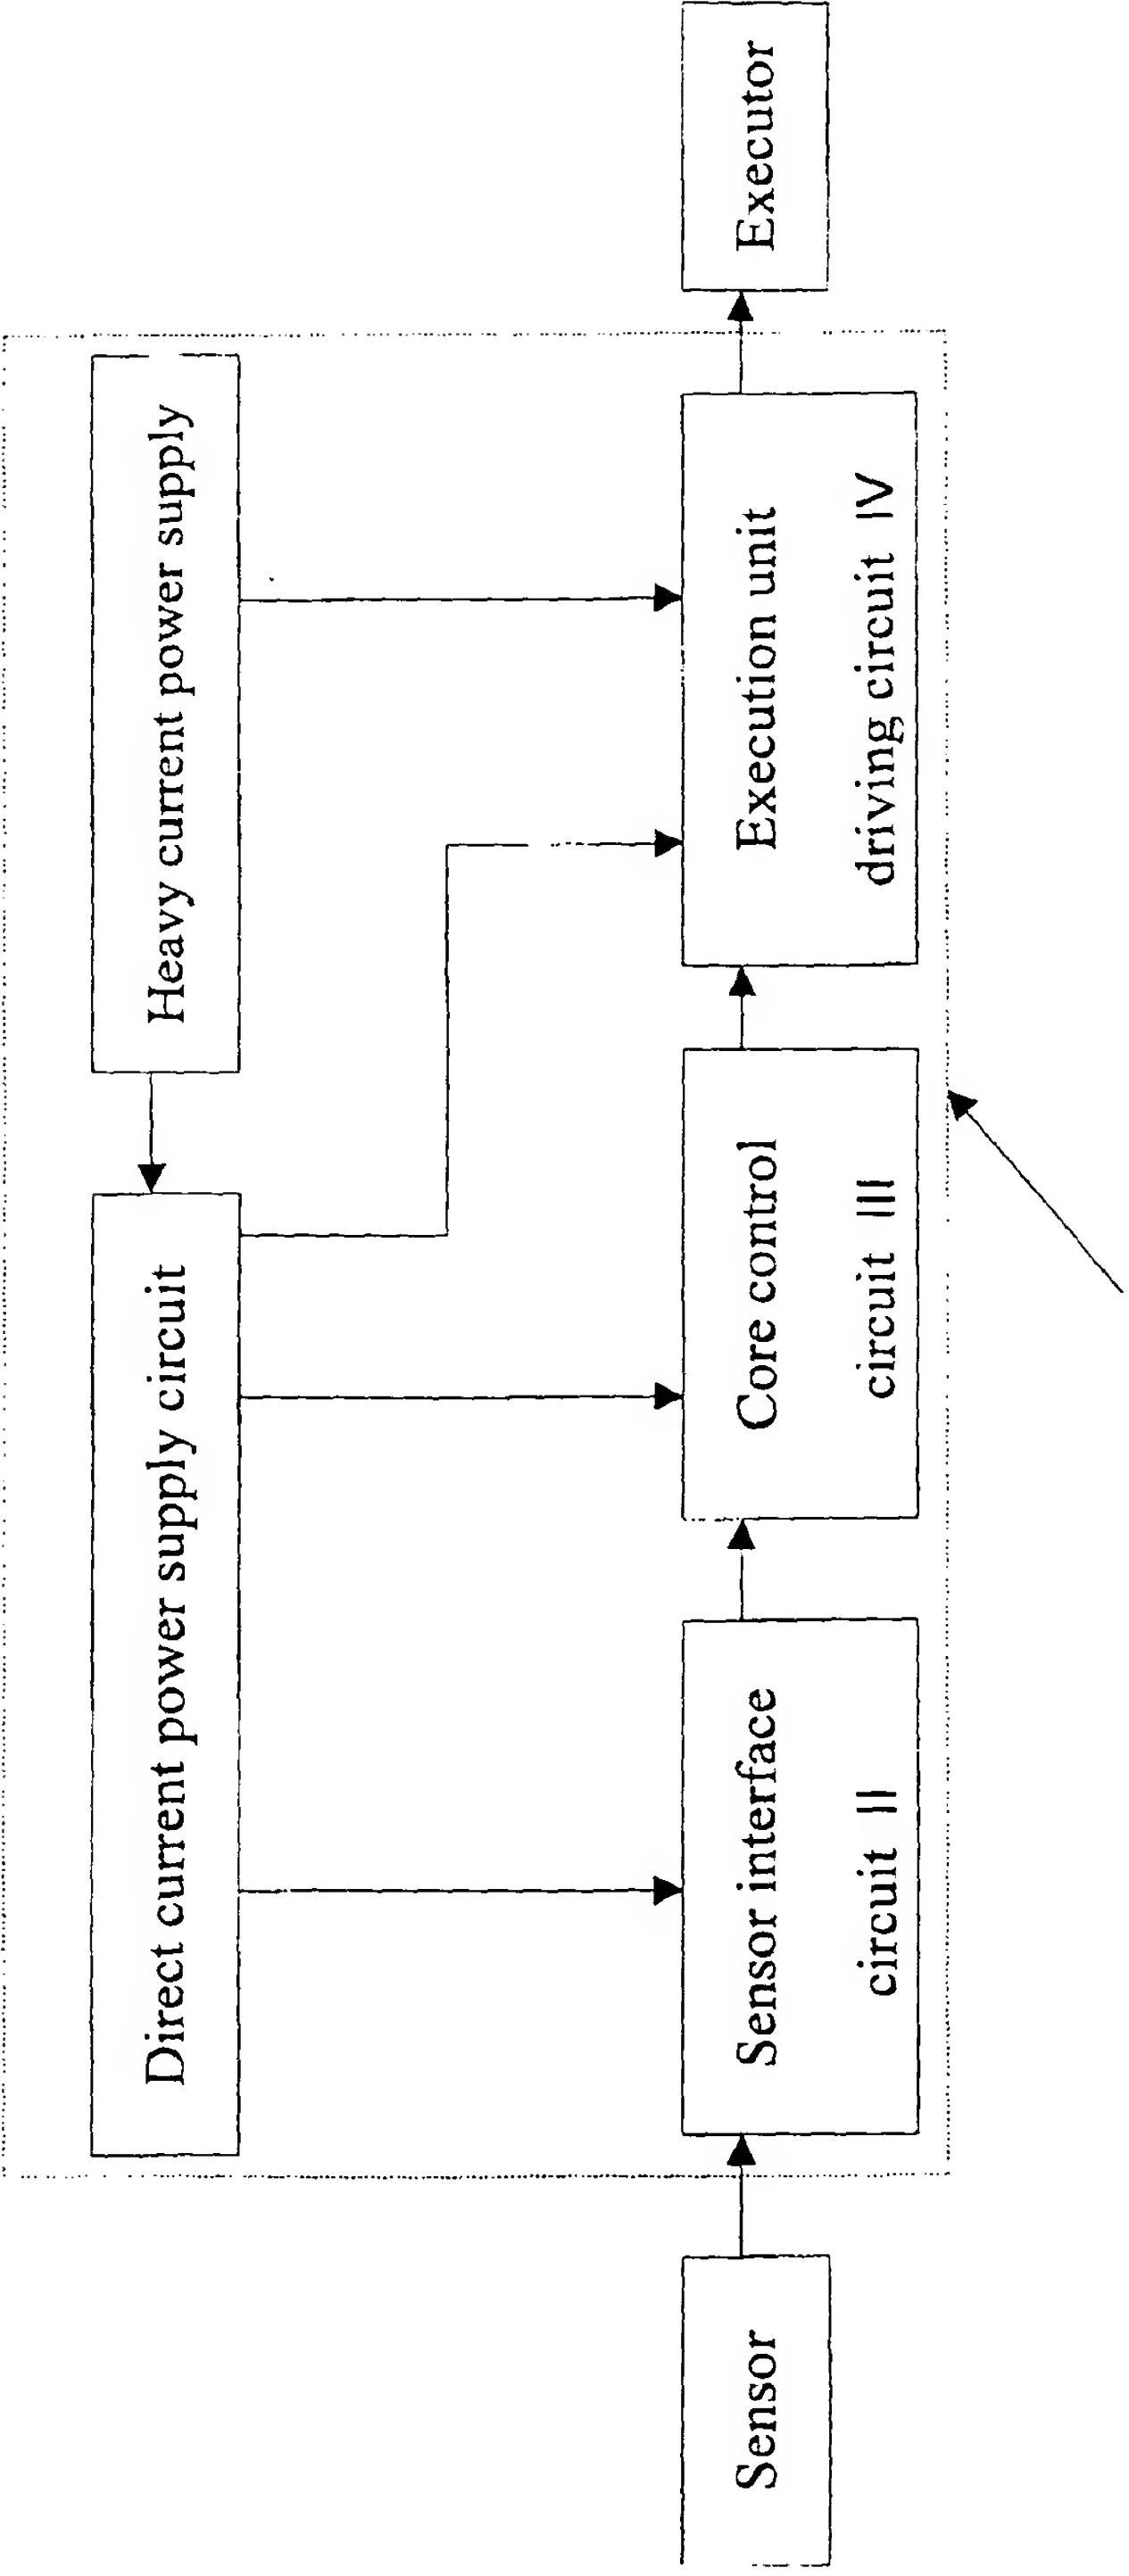 Direct current power supply circuit
Heavy current power supply
Sensor
Sensor interface
circuit II
Core control
circuit III
Execution unit
driving circuit IV
Executor